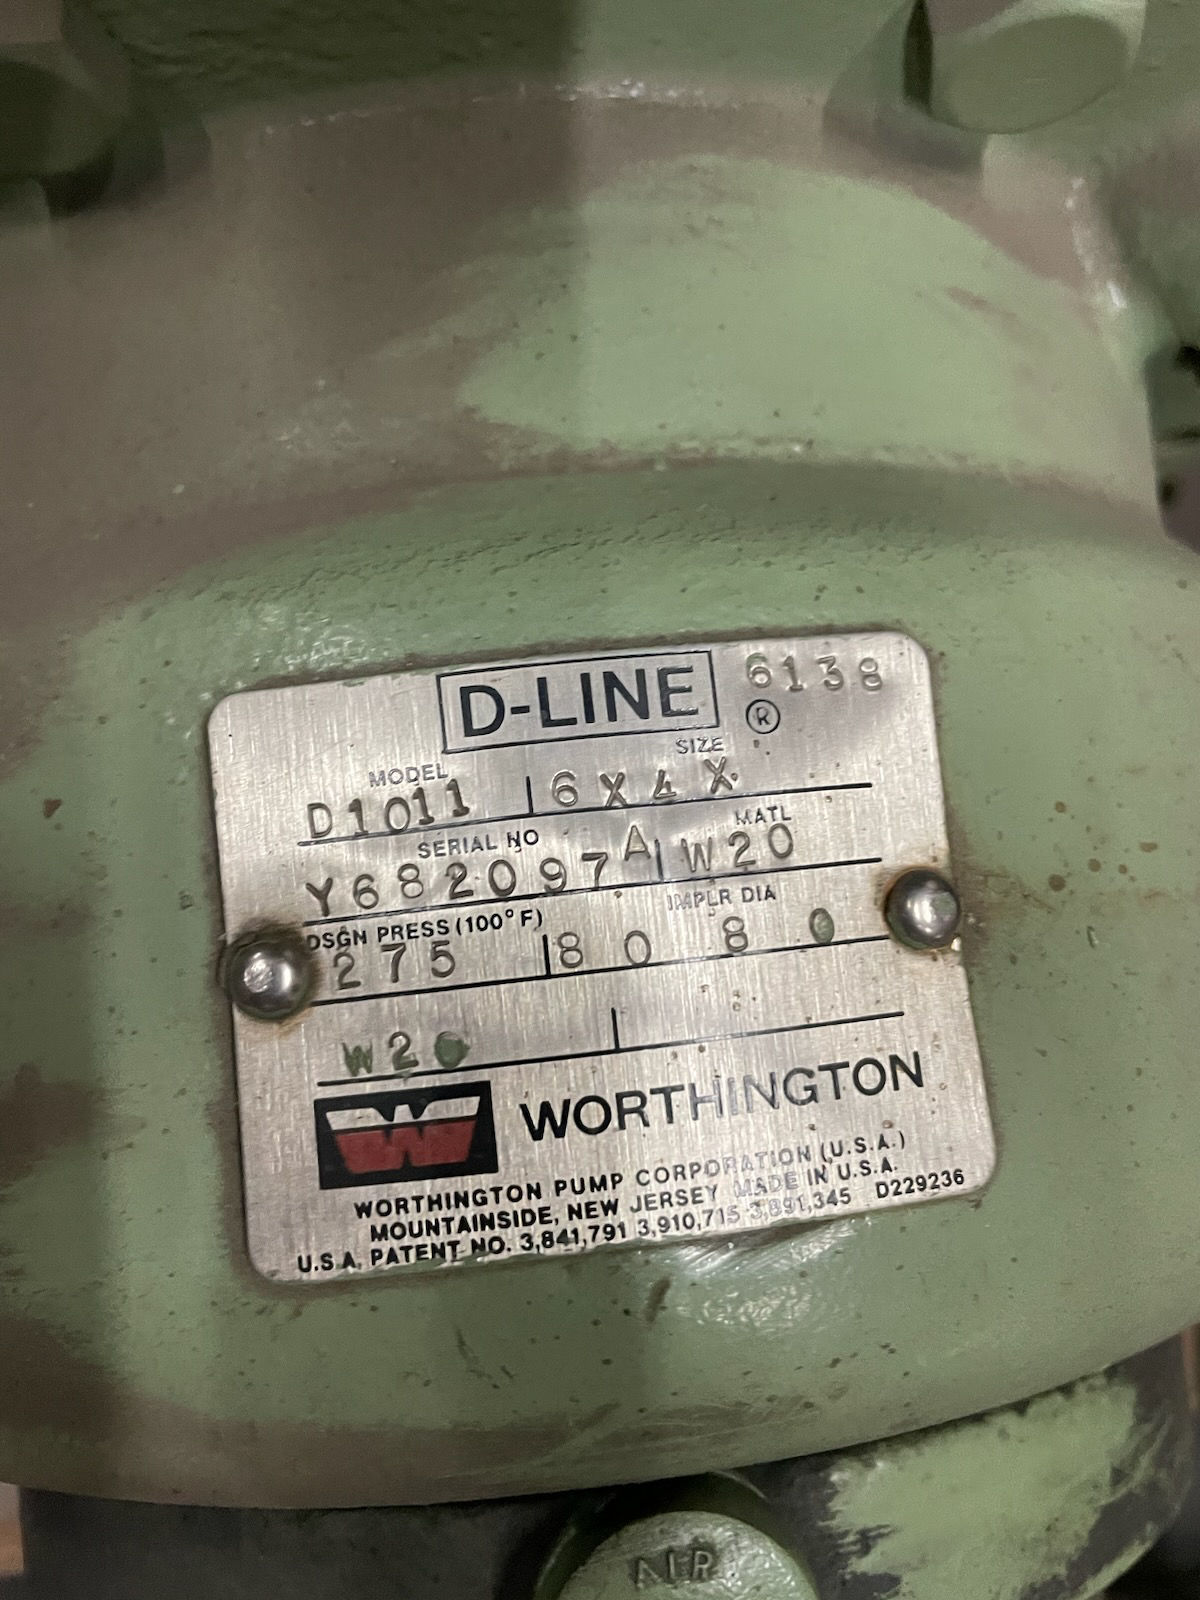 D-LINE ® 6138
MODEL SIZE
D1011 6X4X
SERIAL NO MATL
Y682097A W20
DSGN PRESS (100°F) IMPLR DIA
275 80 80
W20
WORTHINGTON
WORTHINGTON PUMP CORPORATION (U.S.A.)
MOUNTAINSIDE, NEW JERSEY MADE IN U.S.A.
U.S.A. PATENT NO. 3,841,791 3,910,715 3,891,345 D229236
AIR